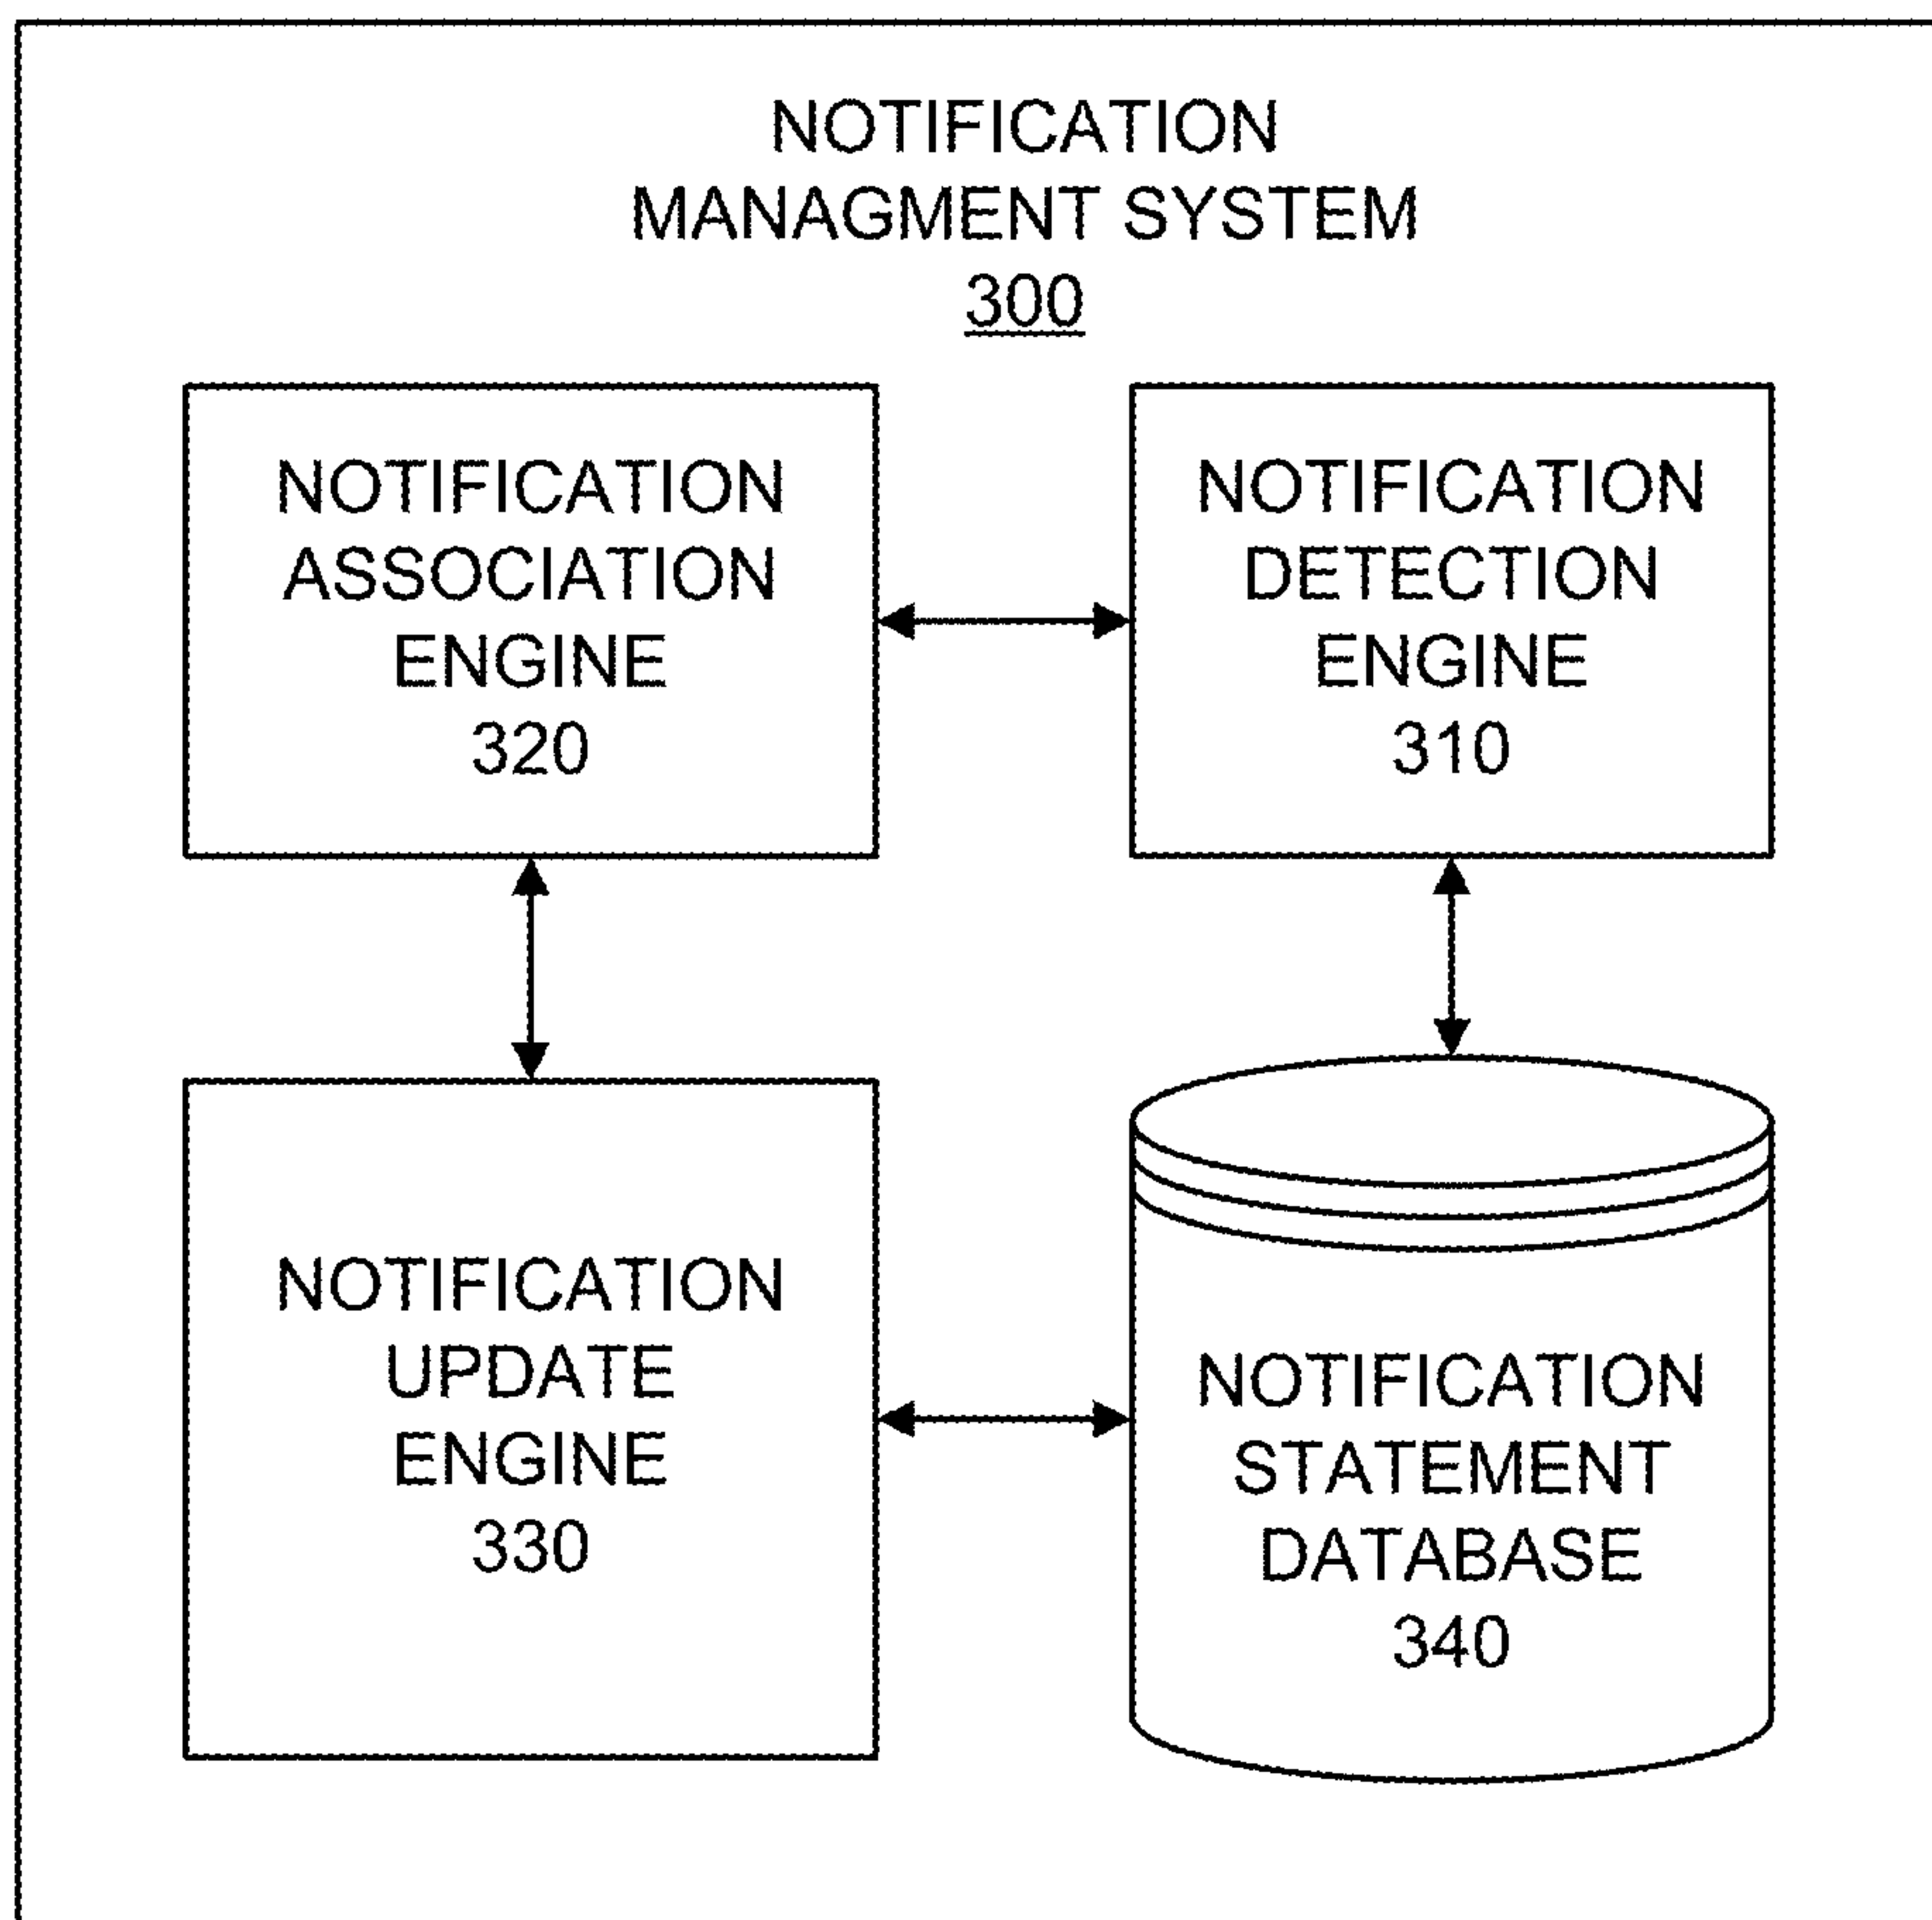 NOTIFICATION
MANAGMENT SYSTEM
300
NOTIFICATION
ASSOCIATION
ENGINE
320
NOTIFICATION
DETECTION
ENGINE
310
NOTIFICATION
UPDATE
ENGINE
330
NOTIFICATION
STATEMENT
DATABASE
340